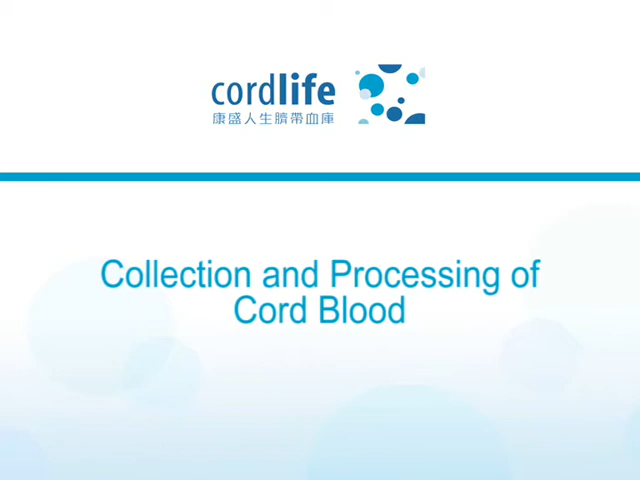 cordlife
康盛人生臍帶血庫
Collection and Processing of
Cord Blood